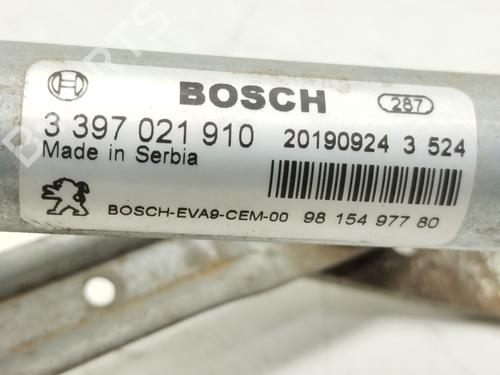 BOSCH 287
3 397 021 910 20190924 3 524
Made in Serbia
BOSCH-EVA9-CEM-00 98 154 977 80